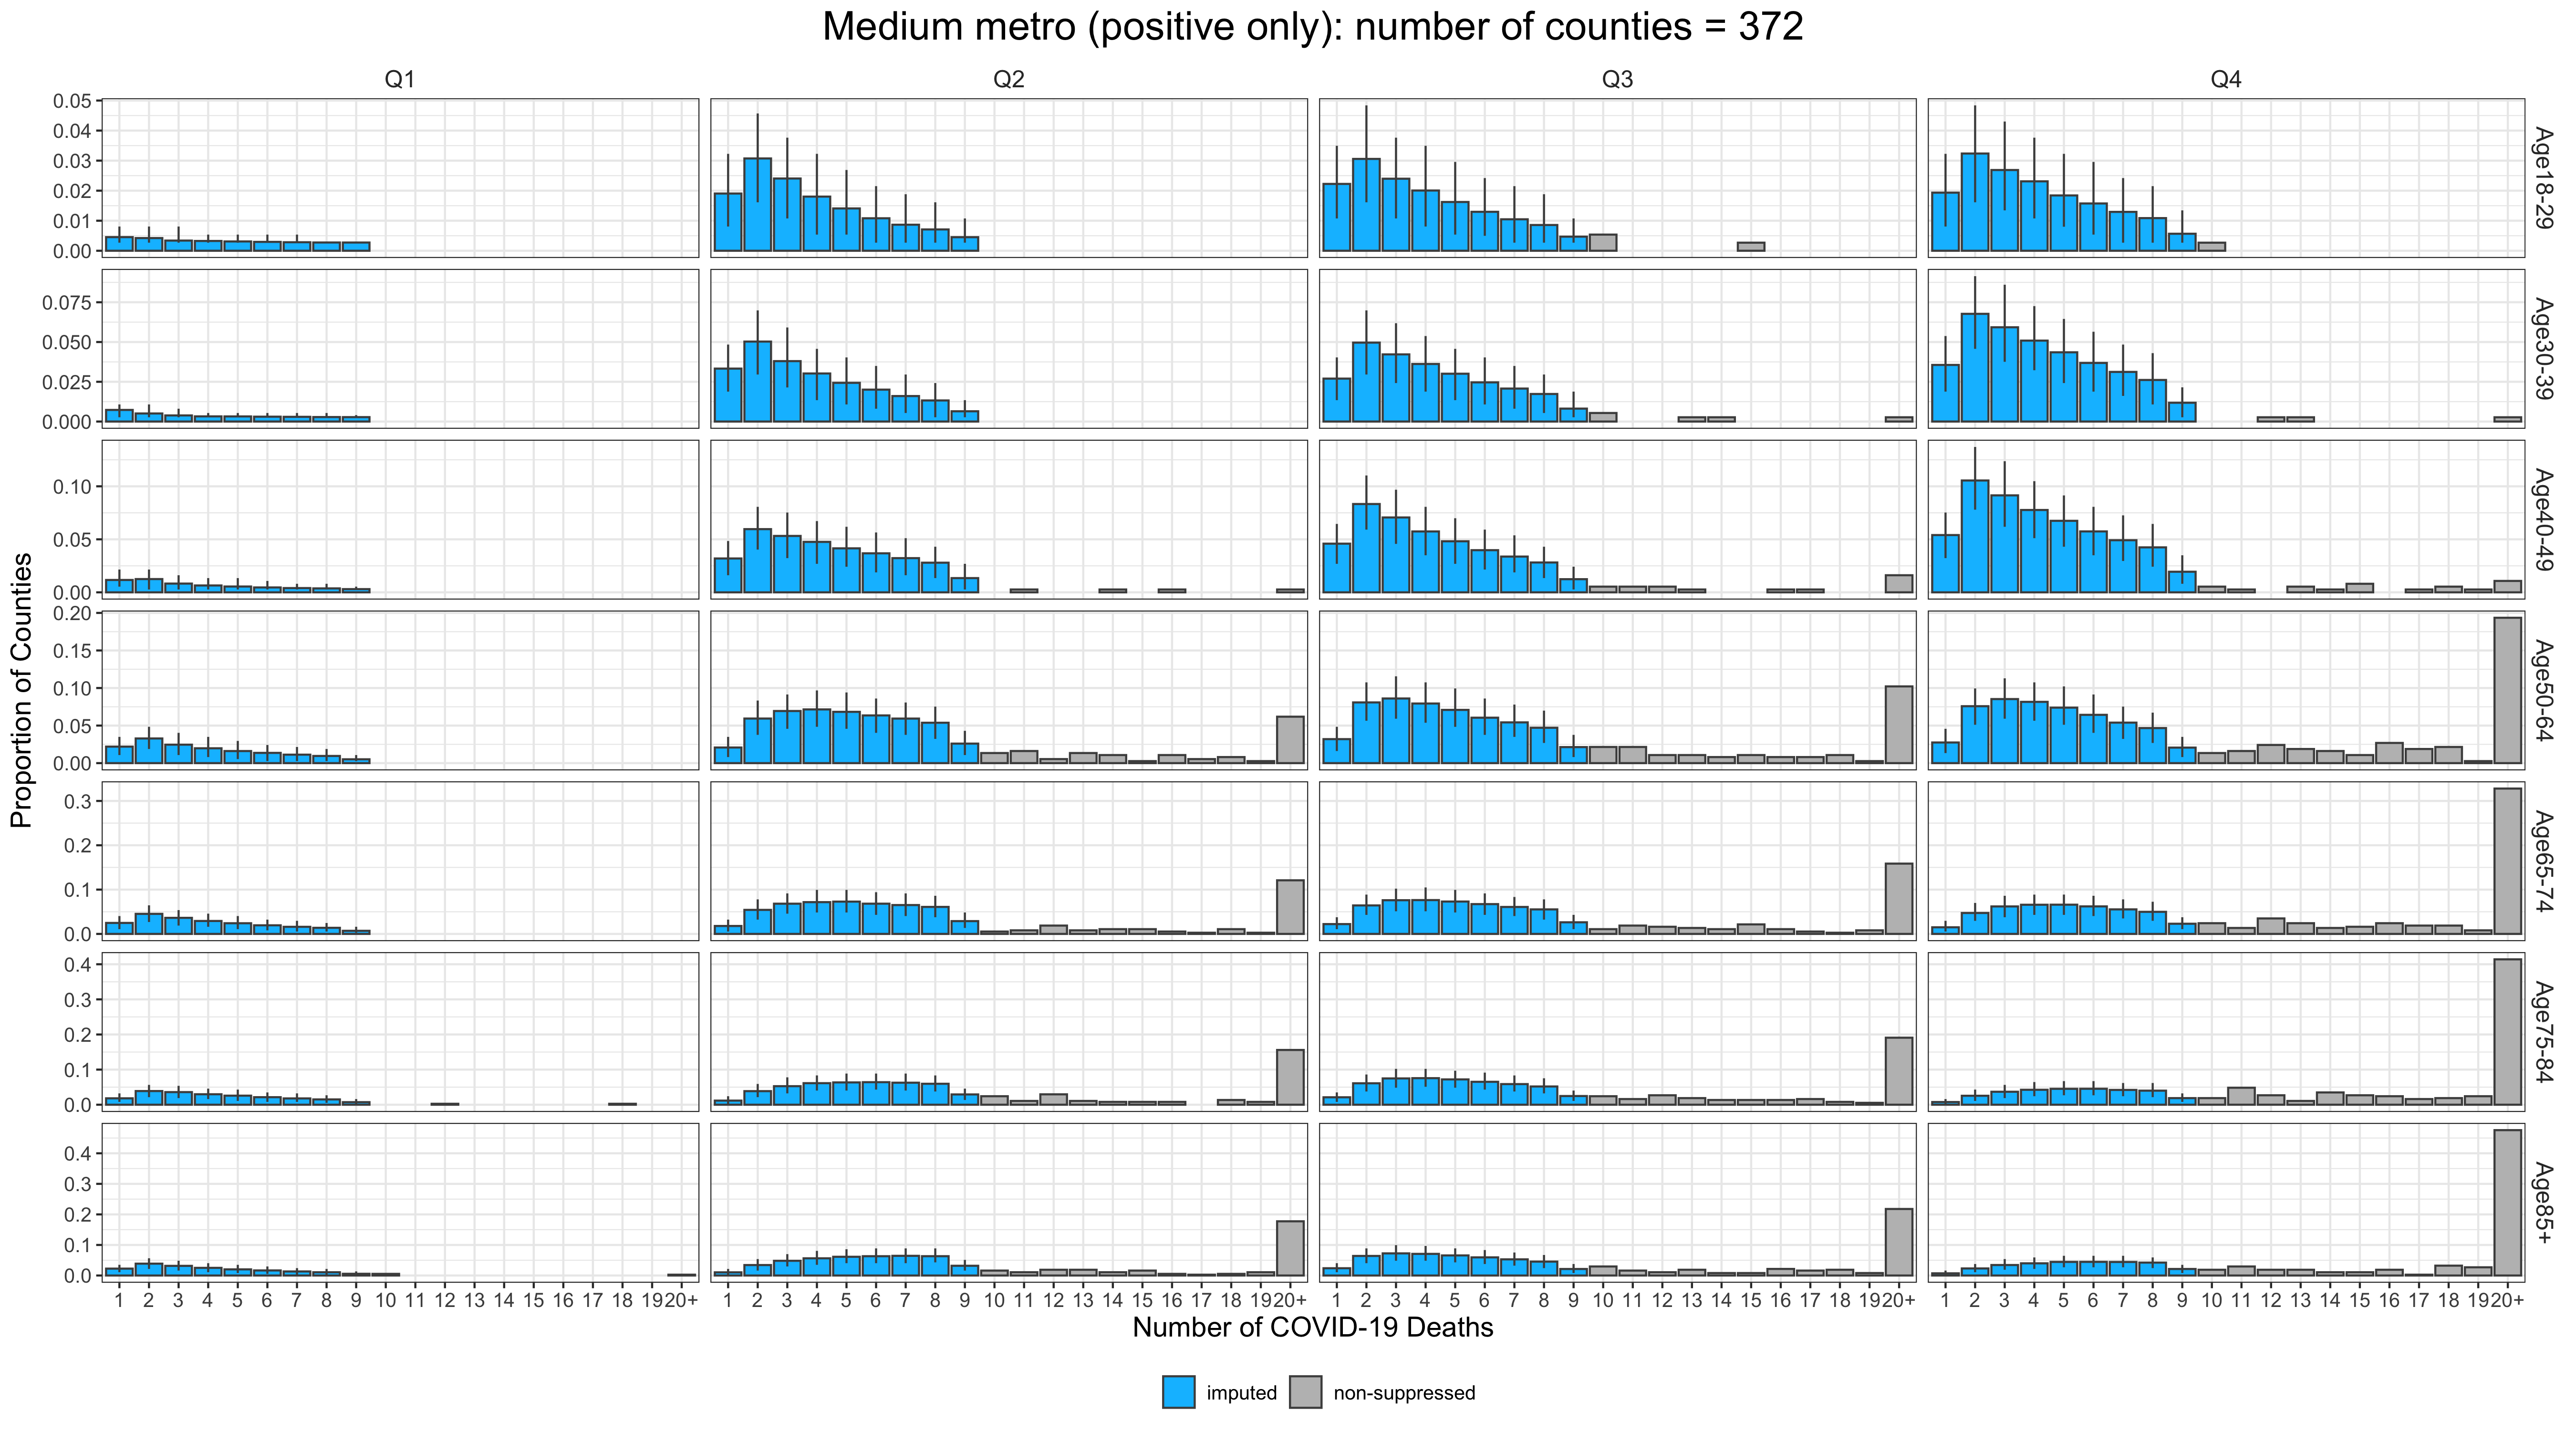 Medium metro (positive only): number of counties = 372
Q1 Q2 Q3 Q4
Proportion of Counties
0.05
0.04
0.03
0.02
0.01
0.00
Age18-29
0.075
0.050
0.025
0.000
Age30-39
0.10
0.05
0.00
Age40-49
0.20
0.15
0.10
0.05
0.00
Age50-64
0.3
0.2
0.1
0.0
Age65-74
0.4
0.3
0.2
0.1
0.0
Age75-84
0.4
0.3
0.2
0.1
0.0
Age85+
1 2 3 4 5 6 7 8 9 10 11 12 13 14 15 16 17 18 19 20+ 1 2 3 4 5 6 7 8 9 10 11 12 13 14 15 16 17 18 19 20+ 1 2 3 4 5 6 7 8 9 10 11 12 13 14 15 16 17 18 19 20+ 1 2 3 4 5 6 7 8 9 10 11 12 13 14 15 16 17 18 19 20+
Number of COVID-19 Deaths
imputed non-suppressed